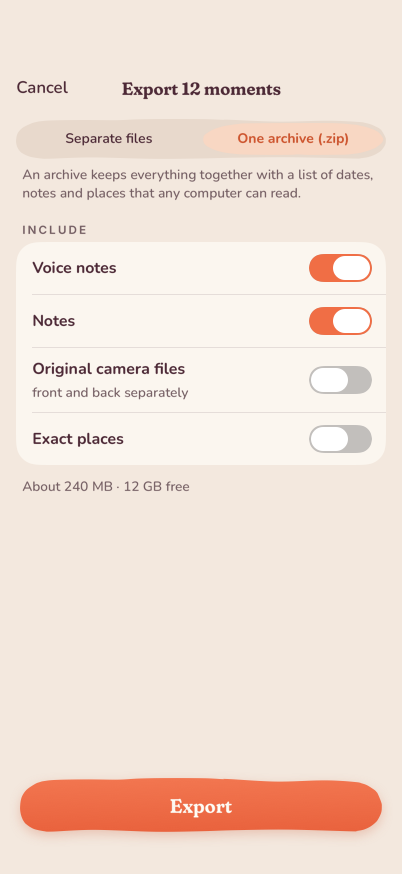 Cancel
Export 12 moments
Separate files
One archive (.zip)
An archive keeps everything together with a list of dates,
notes and places that any computer can read.
INCLUDE
Voice notes
Notes
Original camera files
front and back separately
Exact places
About 240 MB · 12 GB free
Export